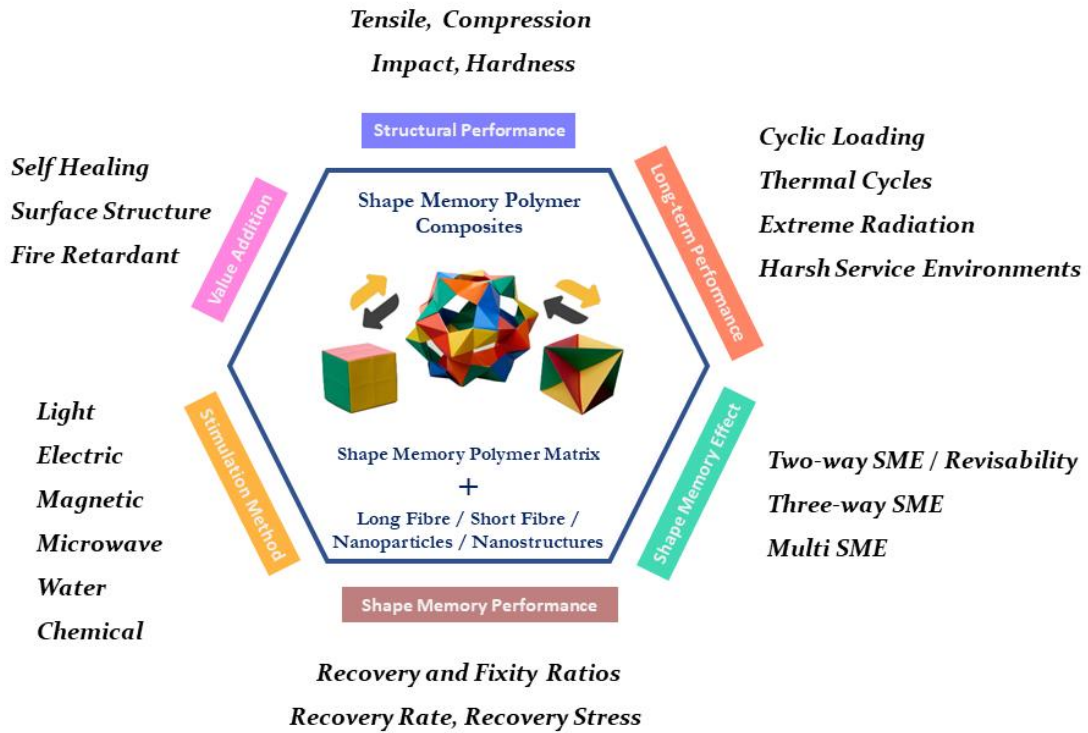 Tensile, Compression
Impact, Hardness
Structural Performance
Self Healing
Surface Structure
Fire Retardant
Value Addition
Cyclic Loading
Thermal Cycles
Extreme Radiation
Harsh Service Environments
Long-term Performance
Shape Memory Polymer
Composites
Shape Memory Polymer Matrix
+
Long Fibre / Short Fibre /
Nanoparticles / Nanostructures
Light
Electric
Magnetic
Microwave
Water
Chemical
Stimulation Method
Shape Memory Effect
Two-way SME / Revisability
Three-way SME
Multi SME
Shape Memory Performance
Recovery and Fixity Ratios
Recovery Rate, Recovery Stress